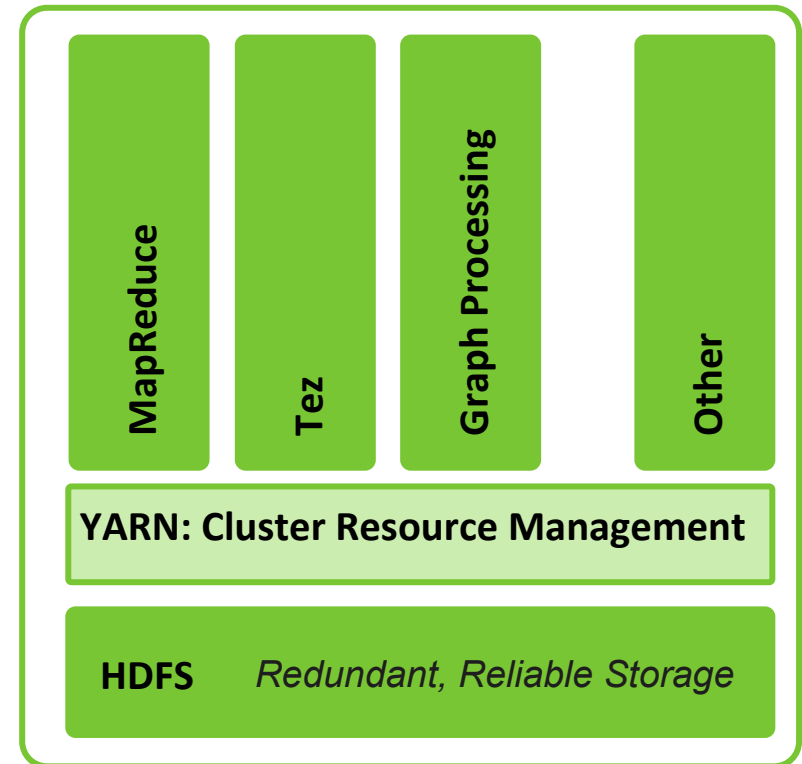 MapReduce
Tez
Graph Processing
Other
YARN: Cluster Resource Management
HDFS Redundant, Reliable Storage